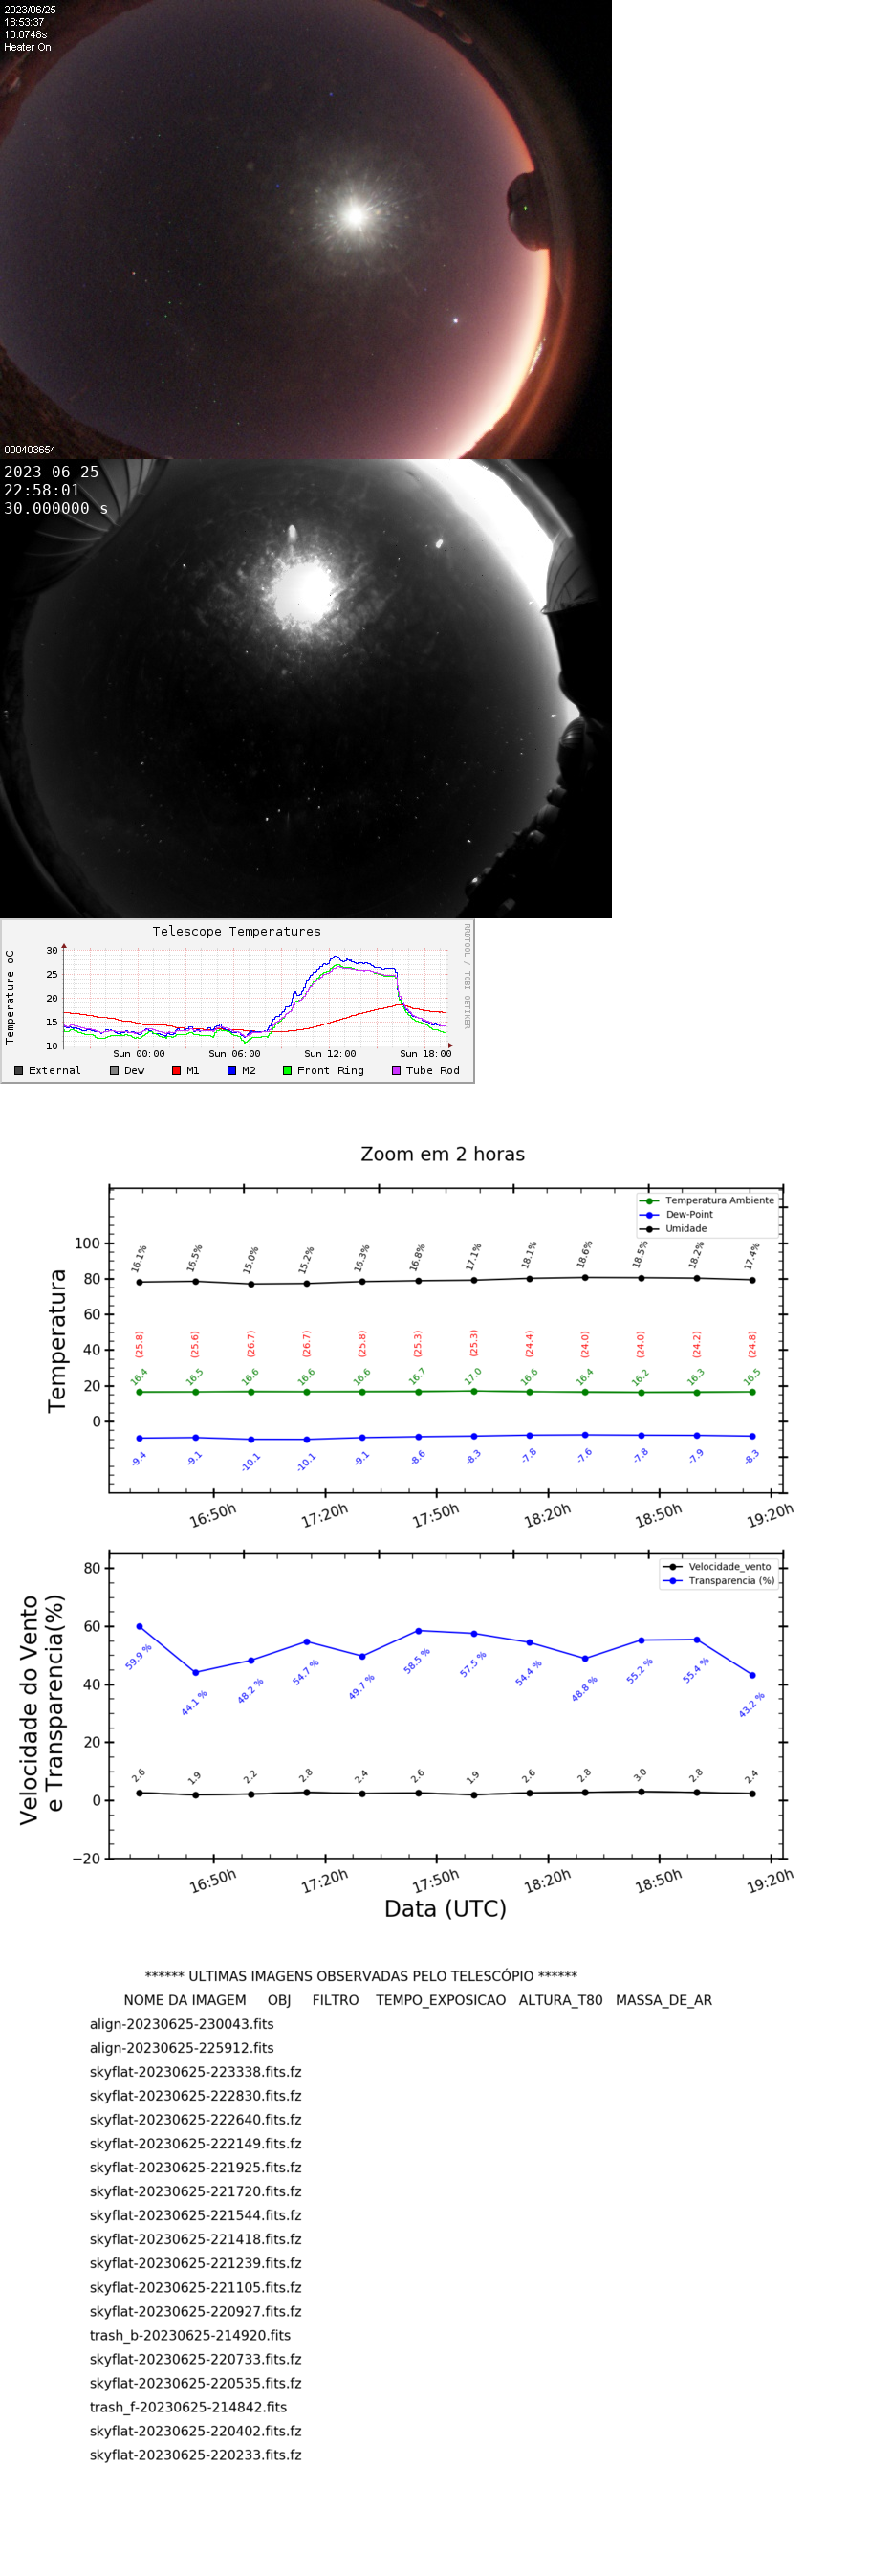 2023/06/25
18:53:37
10.0748s
Heater On
000403654
2023-06-25
22:58:01
30.000000 s
Telescope Temperatures
RRDTOOL / TOBI OETIKER
Temperature oC
30
25
20
15
10
Sun 00:00 Sun 06:00 Sun 12:00 Sun 18:00
External Dew M1 M2 Front Ring Tube Rod
Zoom em 2 horas
Temperatura Ambiente
Dew-Point
Umidade
Temperatura
100
80
60
40
20
0
16.1% 16.5% 15.0% 15.2% 16.3% 16.8% 17.1% 18.1% 18.6% 18.5% 18.2% 17.4%
(25.8) (25.6) (26.7) (26.7) (25.8) (25.3) (25.3) (24.4) (24.0) (24.0) (24.2) (24.8)
16.4 16.5 16.6 16.6 16.6 16.7 17.0 16.6 16.4 16.2 16.3 16.5
-9.4 -9.1 -10.1 -10.1 -9.1 -8.6 -8.3 -7.8 -7.6 -7.8 -7.9 -8.3
16:50h 17:20h 17:50h 18:20h 18:50h 19:20h
Velocidade_vento
Transparencia (%)
Velocidade do Vento
e Transparencia(%)
80
60
40
20
0
−20
59.9 % 44.1 % 48.2 % 54.7 % 49.7 % 58.5 % 57.5 % 54.4 % 48.8 % 55.2 % 55.4 % 43.2 %
2.6 1.9 2.2 2.8 2.4 2.6 1.9 2.6 2.8 3.0 2.8 2.4
16:50h 17:20h 17:50h 18:20h 18:50h 19:20h
Data (UTC)
****** ULTIMAS IMAGENS OBSERVADAS PELO TELESCÓPIO ******
NOME DA IMAGEM OBJ FILTRO TEMPO_EXPOSICAO ALTURA_T80 MASSA_DE_AR
align-20230625-230043.fits
align-20230625-225912.fits
skyflat-20230625-223338.fits.fz
skyflat-20230625-222830.fits.fz
skyflat-20230625-222640.fits.fz
skyflat-20230625-222149.fits.fz
skyflat-20230625-221925.fits.fz
skyflat-20230625-221720.fits.fz
skyflat-20230625-221544.fits.fz
skyflat-20230625-221418.fits.fz
skyflat-20230625-221239.fits.fz
skyflat-20230625-221105.fits.fz
skyflat-20230625-220927.fits.fz
trash_b-20230625-214920.fits
skyflat-20230625-220733.fits.fz
skyflat-20230625-220535.fits.fz
trash_f-20230625-214842.fits
skyflat-20230625-220402.fits.fz
skyflat-20230625-220233.fits.fz